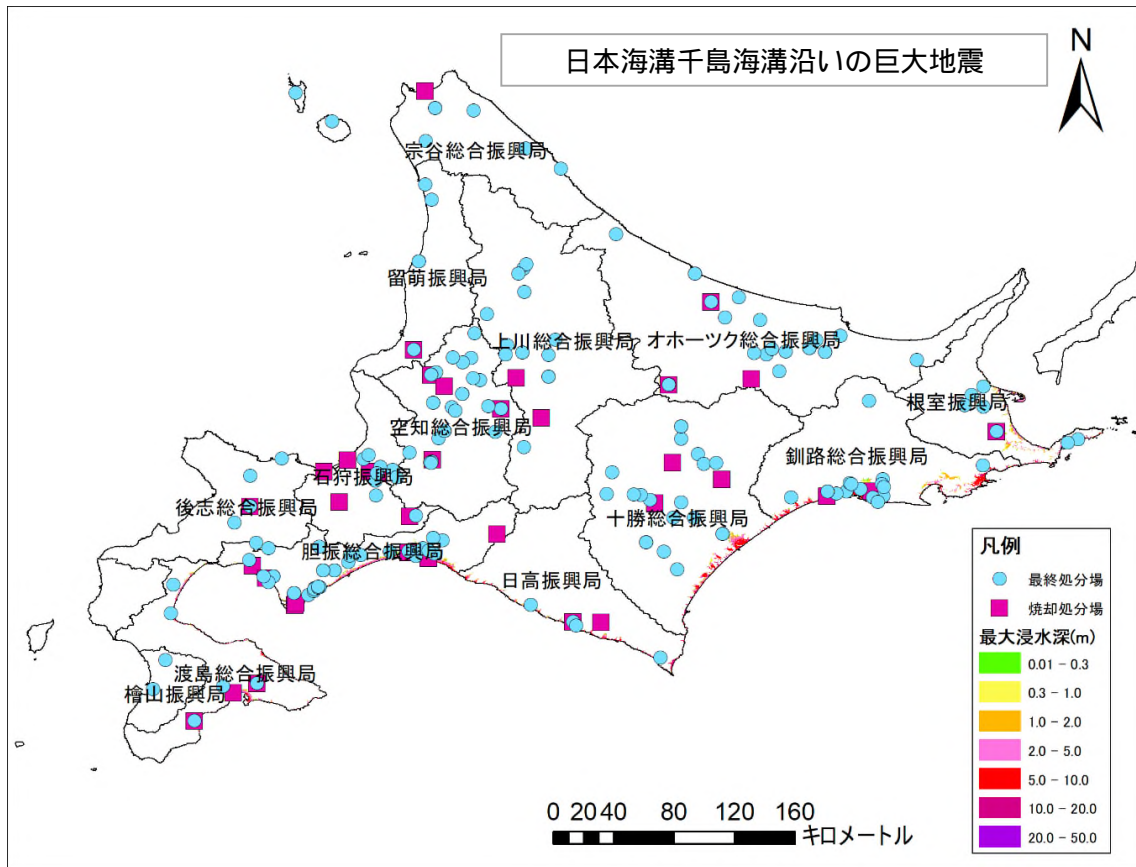 日本海溝千島海溝沿いの巨大地震
N
宗谷総合振興局
留萌振興局
上川総合振興局
オホーツク総合振興局
根室振興局
空知総合振興局
釧路総合振興局
石狩振興局
後志総合振興局
十勝総合振興局
胆振総合振興局
日高振興局
渡島総合振興局
檜山振興局
凡例
最終処分場
焼却処分場
最大浸水深(m)
0.01 - 0.3
0.3 - 1.0
1.0 - 2.0
2.0 - 5.0
5.0 - 10.0
10.0 - 20.0
20.0 - 50.0
0 20 40 80 120 160
キロメートル